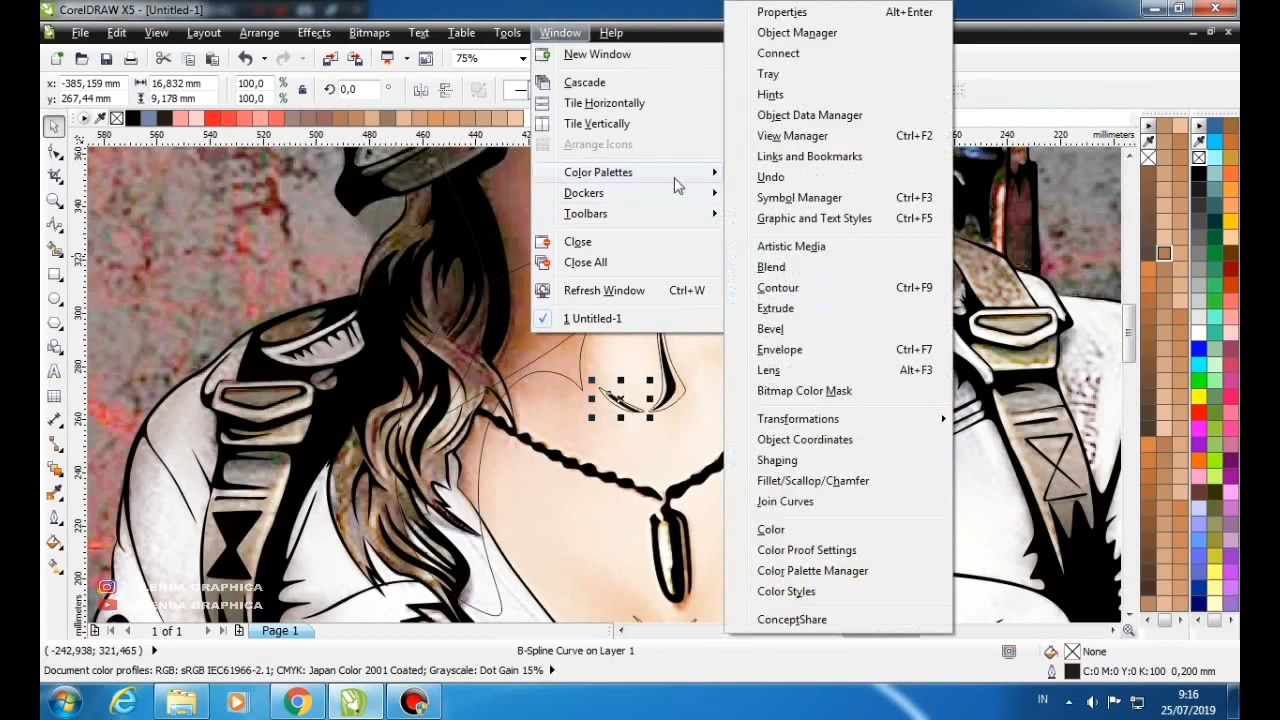 CorelDRAW X5 - [Untitled-1]
File Edit View Layout Arrange Effects Bitmaps Text Table Tools Window Help
75%
x: -385,159 mm 16,832 mm 100,0 % 0,0 °
y: 267,44 mm 9,178 mm 100,0 %
580 560 540 520 500 480 460 440 240 220 millimeters
340
320
300
280
260
240
220
200
millimeters
New Window
Cascade
Tile Horizontally
Tile Vertically
Arrange Icons
Color Palettes
Dockers
Toolbars
Close
Close All
Refresh Window Ctrl+W
1 Untitled-1
Properties Alt+Enter
Object Manager
Connect
Tray
Hints
Object Data Manager
View Manager Ctrl+F2
Links and Bookmarks
Undo
Symbol Manager Ctrl+F3
Graphic and Text Styles Ctrl+F5
Artistic Media
Blend
Contour Ctrl+F9
Extrude
Bevel
Envelope Ctrl+F7
Lens Alt+F3
Bitmap Color Mask
Transformations
Object Coordinates
Shaping
Fillet/Scallop/Chamfer
Join Curves
Color
Color Proof Settings
Color Palette Manager
Color Styles
ConceptShare
GRAPHICA
GRAPHICA
1 of 1 Page 1
( -242,938; 321,465 ) B-Spline Curve on Layer 1 None
Document color profiles: RGB: sRGB IEC61966-2.1; CMYK: Japan Color 2001 Coated; Grayscale: Dot Gain 15% C:0 M:0 Y:0 K:100 0,200 mm
IN 9:16
25/07/2019